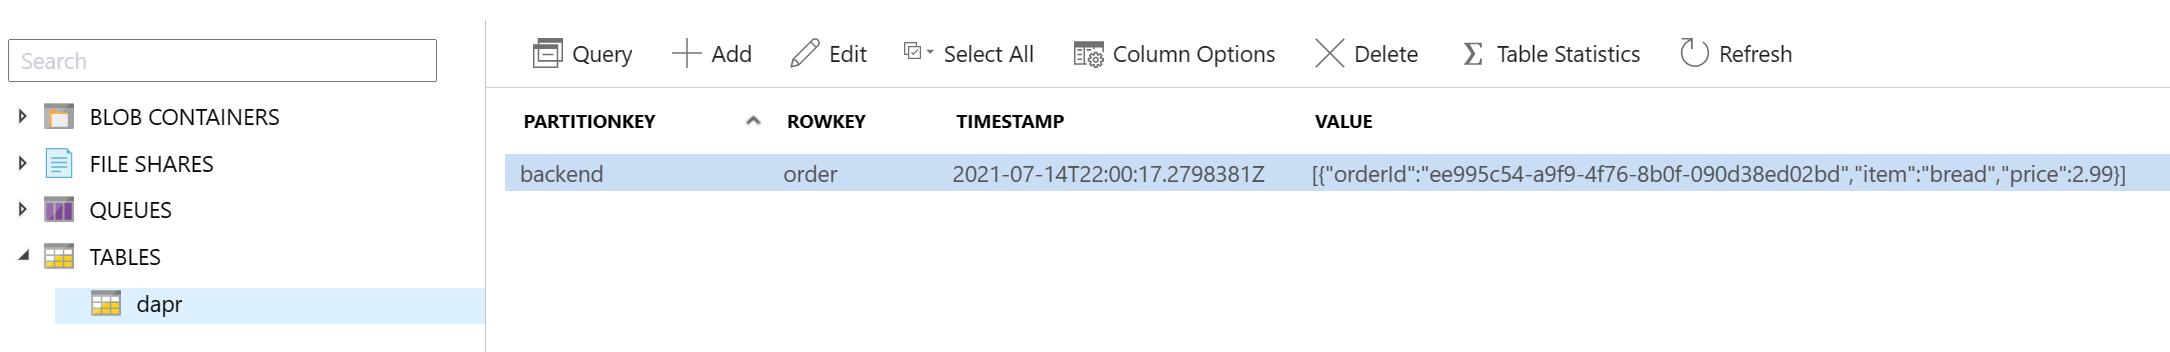 Search
BLOB CONTAINERS
FILE SHARES
QUEUES
TABLES
dapr
Query Add Edit Select All Column Options Delete Table Statistics Refresh
PARTITIONKEY ROWKEY TIMESTAMP VALUE
backend order 2021-07-14T22:00:17.2798381Z [{"orderId":"ee995c54-a9f9-4f76-8b0f-090d38ed02bd","item":"bread","price":2.99}]